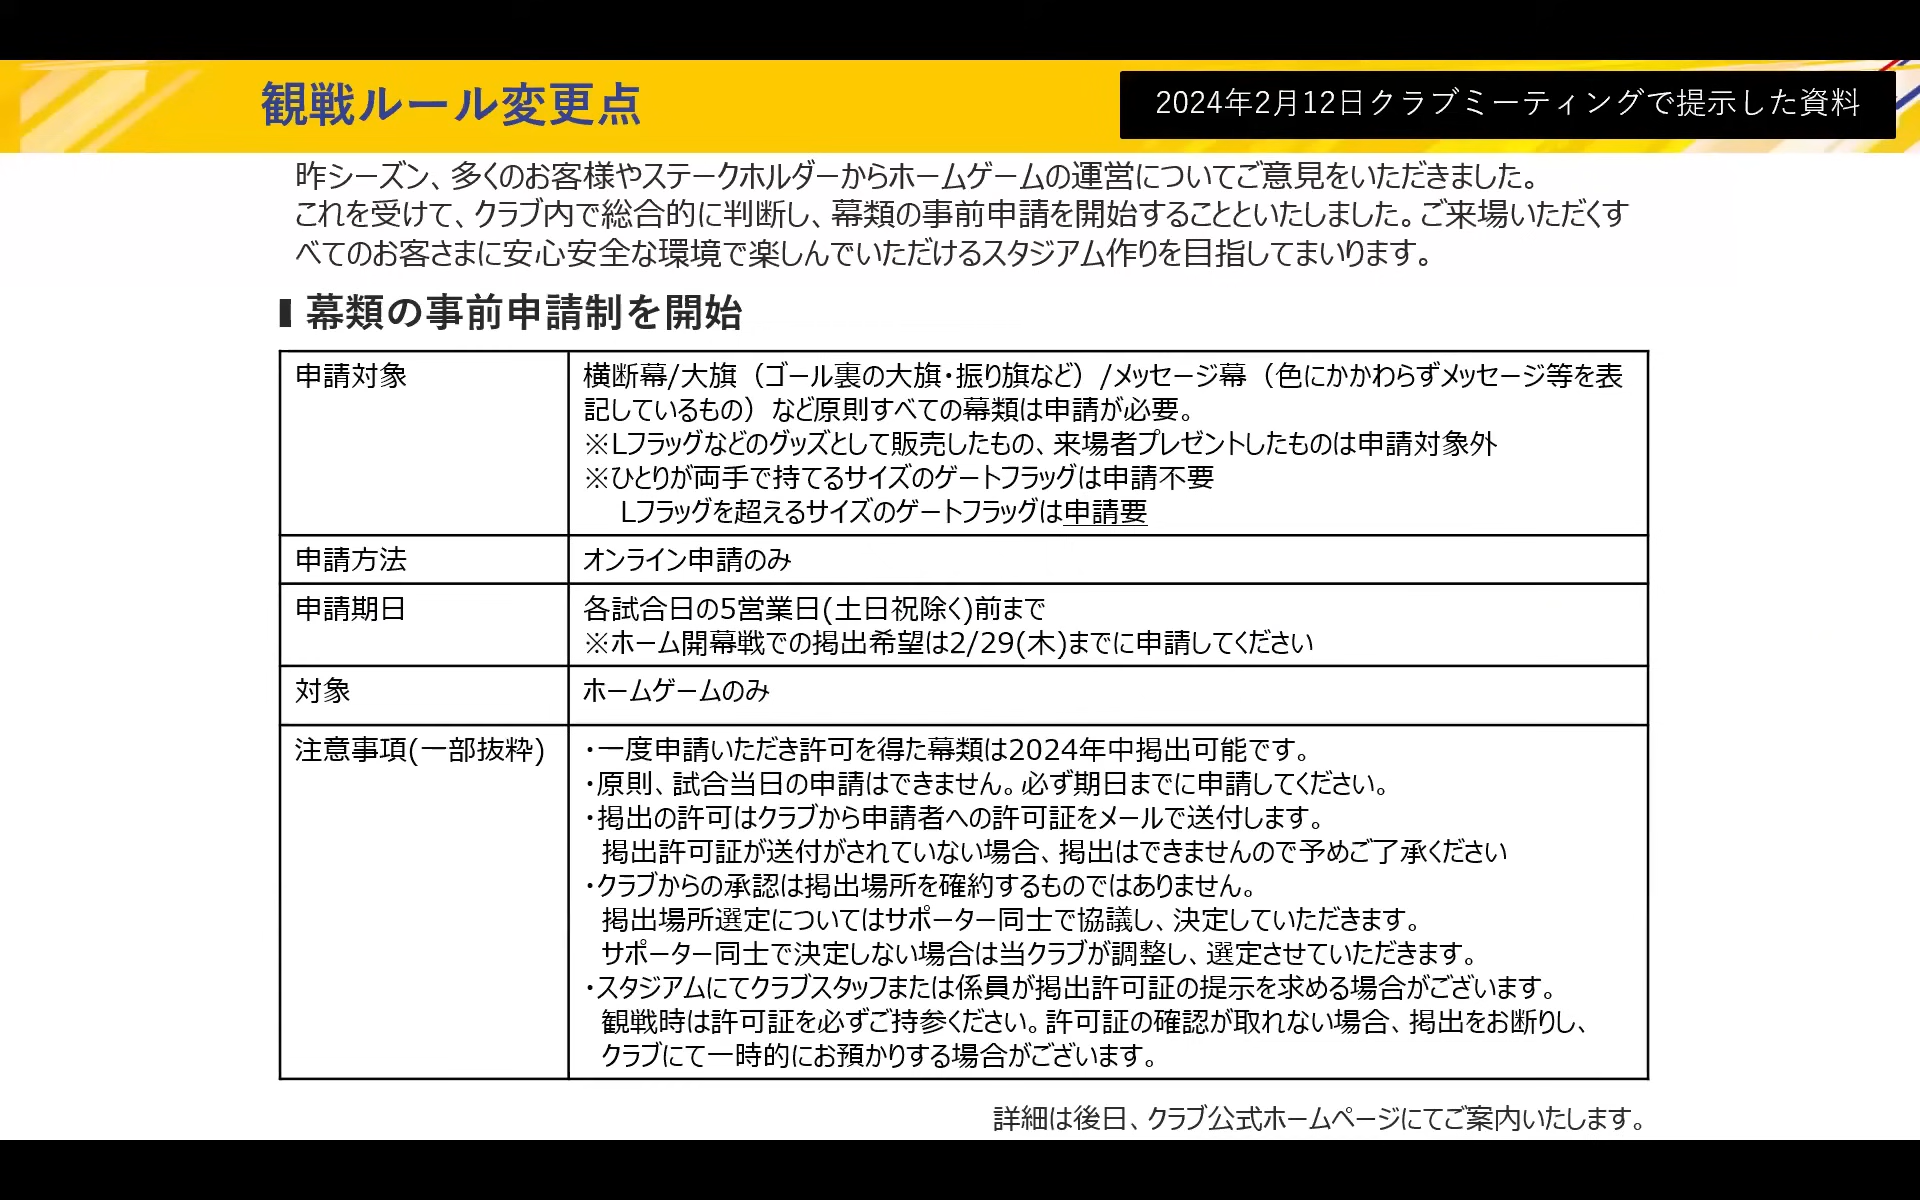 観戦ルール変更点
2024年2月12日クラブミーティングで提示した資料
昨シーズン、多くのお客様やステークホルダーからホームゲームの運営についてご意見をいただきました。
これを受けて、クラブ内で総合的に判断し、幕類の事前申請を開始することといたしました。ご来場いただくす
べてのお客さまに安心安全な環境で楽しんでいただけるスタジアム作りを目指してまいります。
幕類の事前申請制を開始
申請対象
横断幕/大旗（ゴール裏の大旗・振り旗など）/メッセージ幕（色にかかわらずメッセージ等を表
記しているもの）など原則すべての幕類は申請が必要。
※Lフラッグなどのグッズとして販売したもの、来場者プレゼントしたものは申請対象外
※ひとりが両手で持てるサイズのゲートフラッグは申請不要
Lフラッグを超えるサイズのゲートフラッグは申請要
申請方法
オンライン申請のみ
申請期日
各試合日の5営業日(土日祝除く)前まで
※ホーム開幕戦での掲出希望は2/29(木)までに申請してください
対象
ホームゲームのみ
注意事項(一部抜粋)
・一度申請いただき許可を得た幕類は2024年中掲出可能です。
・原則、試合当日の申請はできません。必ず期日までに申請してください。
・掲出の許可はクラブから申請者への許可証をメールで送付します。
掲出許可証が送付がされていない場合、掲出はできませんので予めご了承ください
・クラブからの承認は掲出場所を確約するものではありません。
掲出場所選定についてはサポーター同士で協議し、決定していただきます。
サポーター同士で決定しない場合は当クラブが調整し、選定させていただきます。
・スタジアムにてクラブスタッフまたは係員が掲出許可証の提示を求める場合がございます。
観戦時は許可証を必ずご持参ください。許可証の確認が取れない場合、掲出をお断りし、
クラブにて一時的にお預かりする場合がございます。
詳細は後日、クラブ公式ホームページにてご案内いたします。